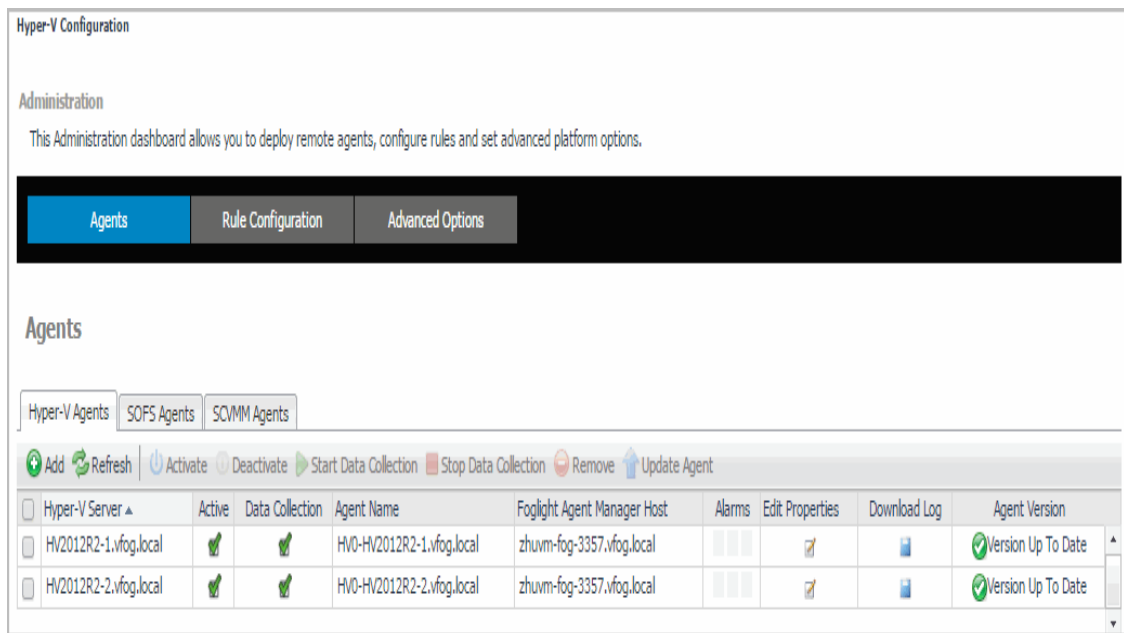 Hyper-V Configuration
Administration
This Administration dashboard allows you to deploy remote agents, configure rules and set advanced platform options.
Agents Rule Configuration Advanced Options
Agents
Hyper-V Agents SOFS Agents SCVMM Agents
Add Refresh Activate Deactivate Start Data Collection Stop Data Collection Remove Update Agent
Hyper-V Server Active Data Collection Agent Name Foglight Agent Manager Host Alarms Edit Properties Download Log Agent Version
HV2012R2-1.vfog.local HV0-HV2012R2-1.vfog.local zhuvm-fog-3357.vfog.local Version Up To Date
HV2012R2-2.vfog.local HV0-HV2012R2-2.vfog.local zhuvm-fog-3357.vfog.local Version Up To Date